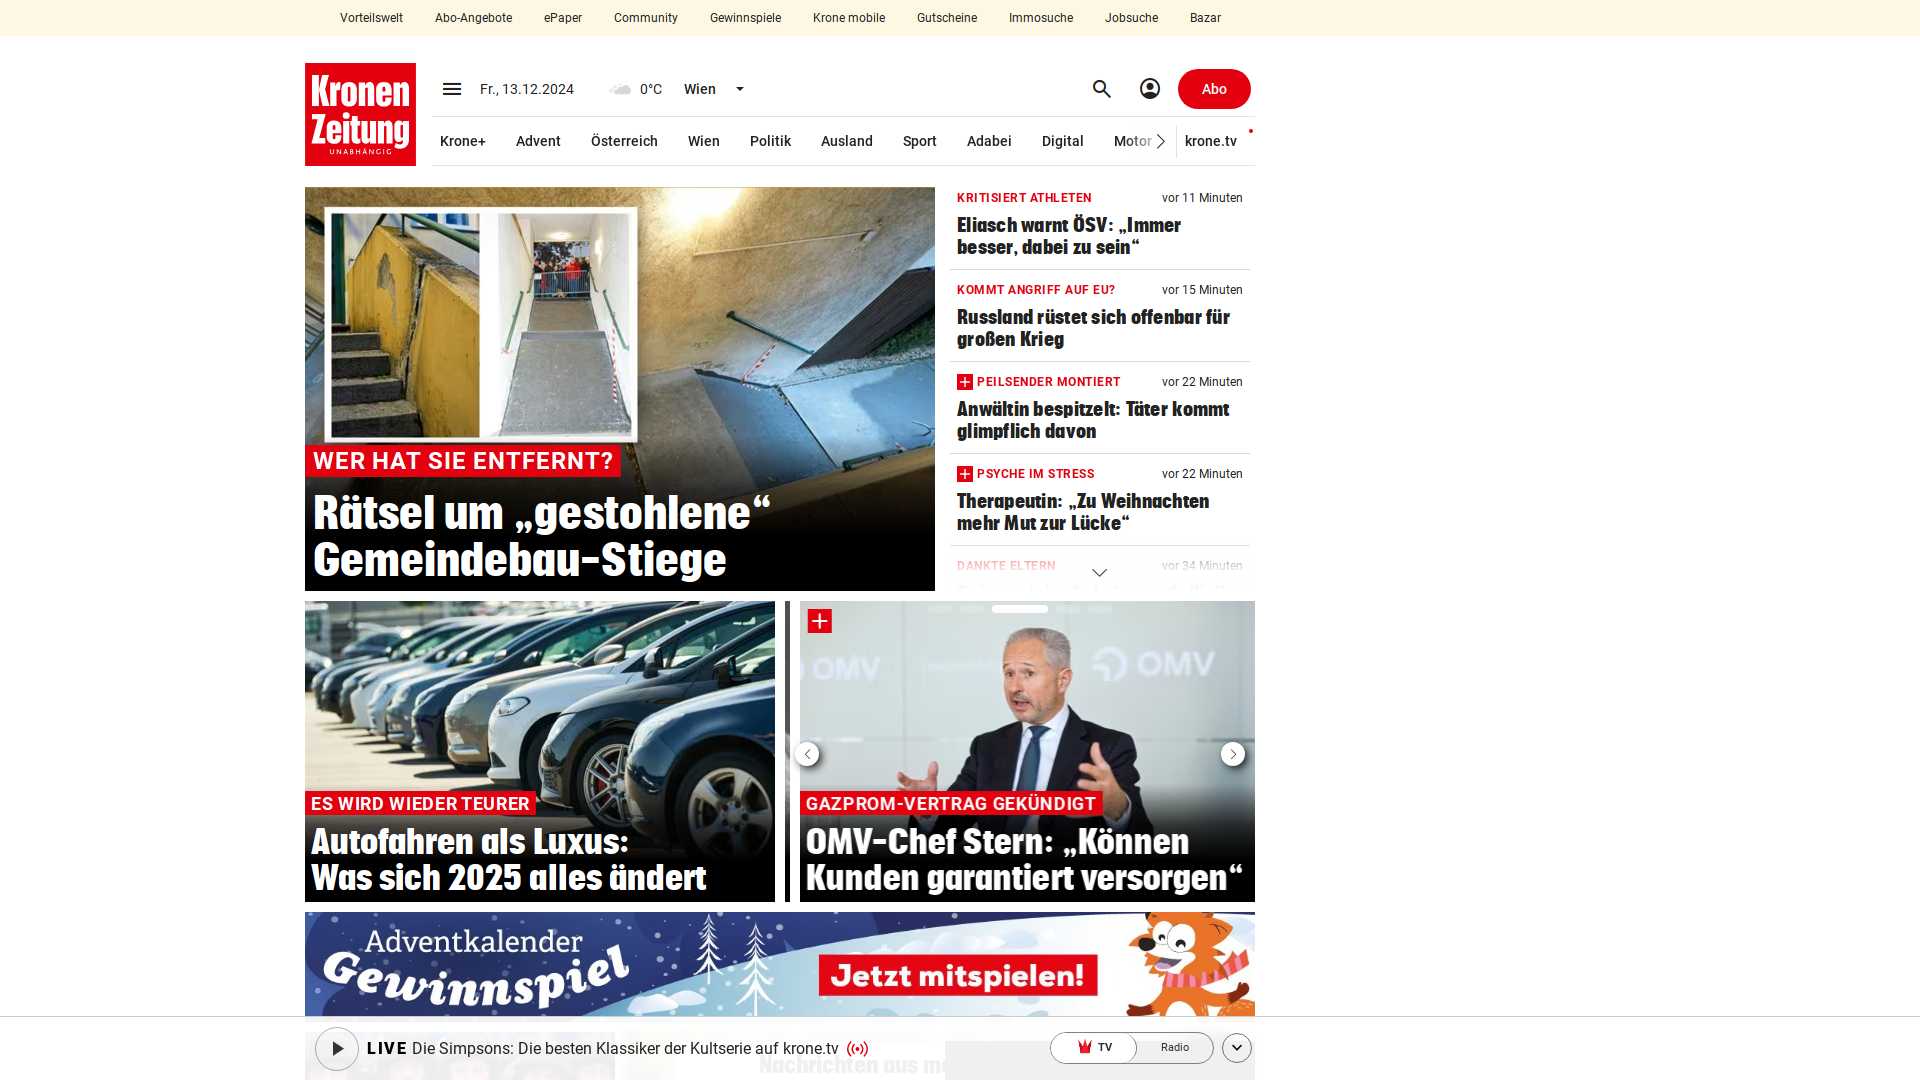 Vorteilswelt
Abo-Angebote
ePaper
Community
Gewinnspiele
Krone mobile
Gutscheine
Immosuche
Jobsuche
Bazar
Kronen
Zeitung
UNABHÄNGIG
Fr., 13.12.2024
0°C
Wien
Abo
Krone+
Advent
Österreich
Wien
Politik
Ausland
Sport
Adabei
Digital
Motor
krone.tv
WER HAT SIE ENTFERNT?
Rätsel um „gestohlene“
Gemeindebau-Stiege
KRITISIERT ATHLETEN
vor 11 Minuten
Eliasch warnt ÖSV: „Immer
besser, dabei zu sein“
KOMMT ANGRIFF AUF EU?
vor 15 Minuten
Russland rüstet sich offenbar für
großen Krieg
PEILSENDER MONTIERT
vor 22 Minuten
Anwältin bespitzelt: Täter kommt
glimpflich davon
PSYCHE IM STRESS
vor 22 Minuten
Therapeutin: „Zu Weihnachten
mehr Mut zur Lücke“
DANKTE ELTERN
vor 34 Minuten
ES WIRD WIEDER TEURER
Autofahren als Luxus:
Was sich 2025 alles ändert
OMV
OMV
GAZPROM-VERTRAG GEKÜNDIGT
OMV-Chef Stern: „Können
Kunden garantiert versorgen“
Adventkalender
Gewinnspiel
Jetzt mitspielen!
LIVE Die Simpsons: Die besten Klassiker der Kultserie auf krone.tv
TV
Radio
Nachrichten aus